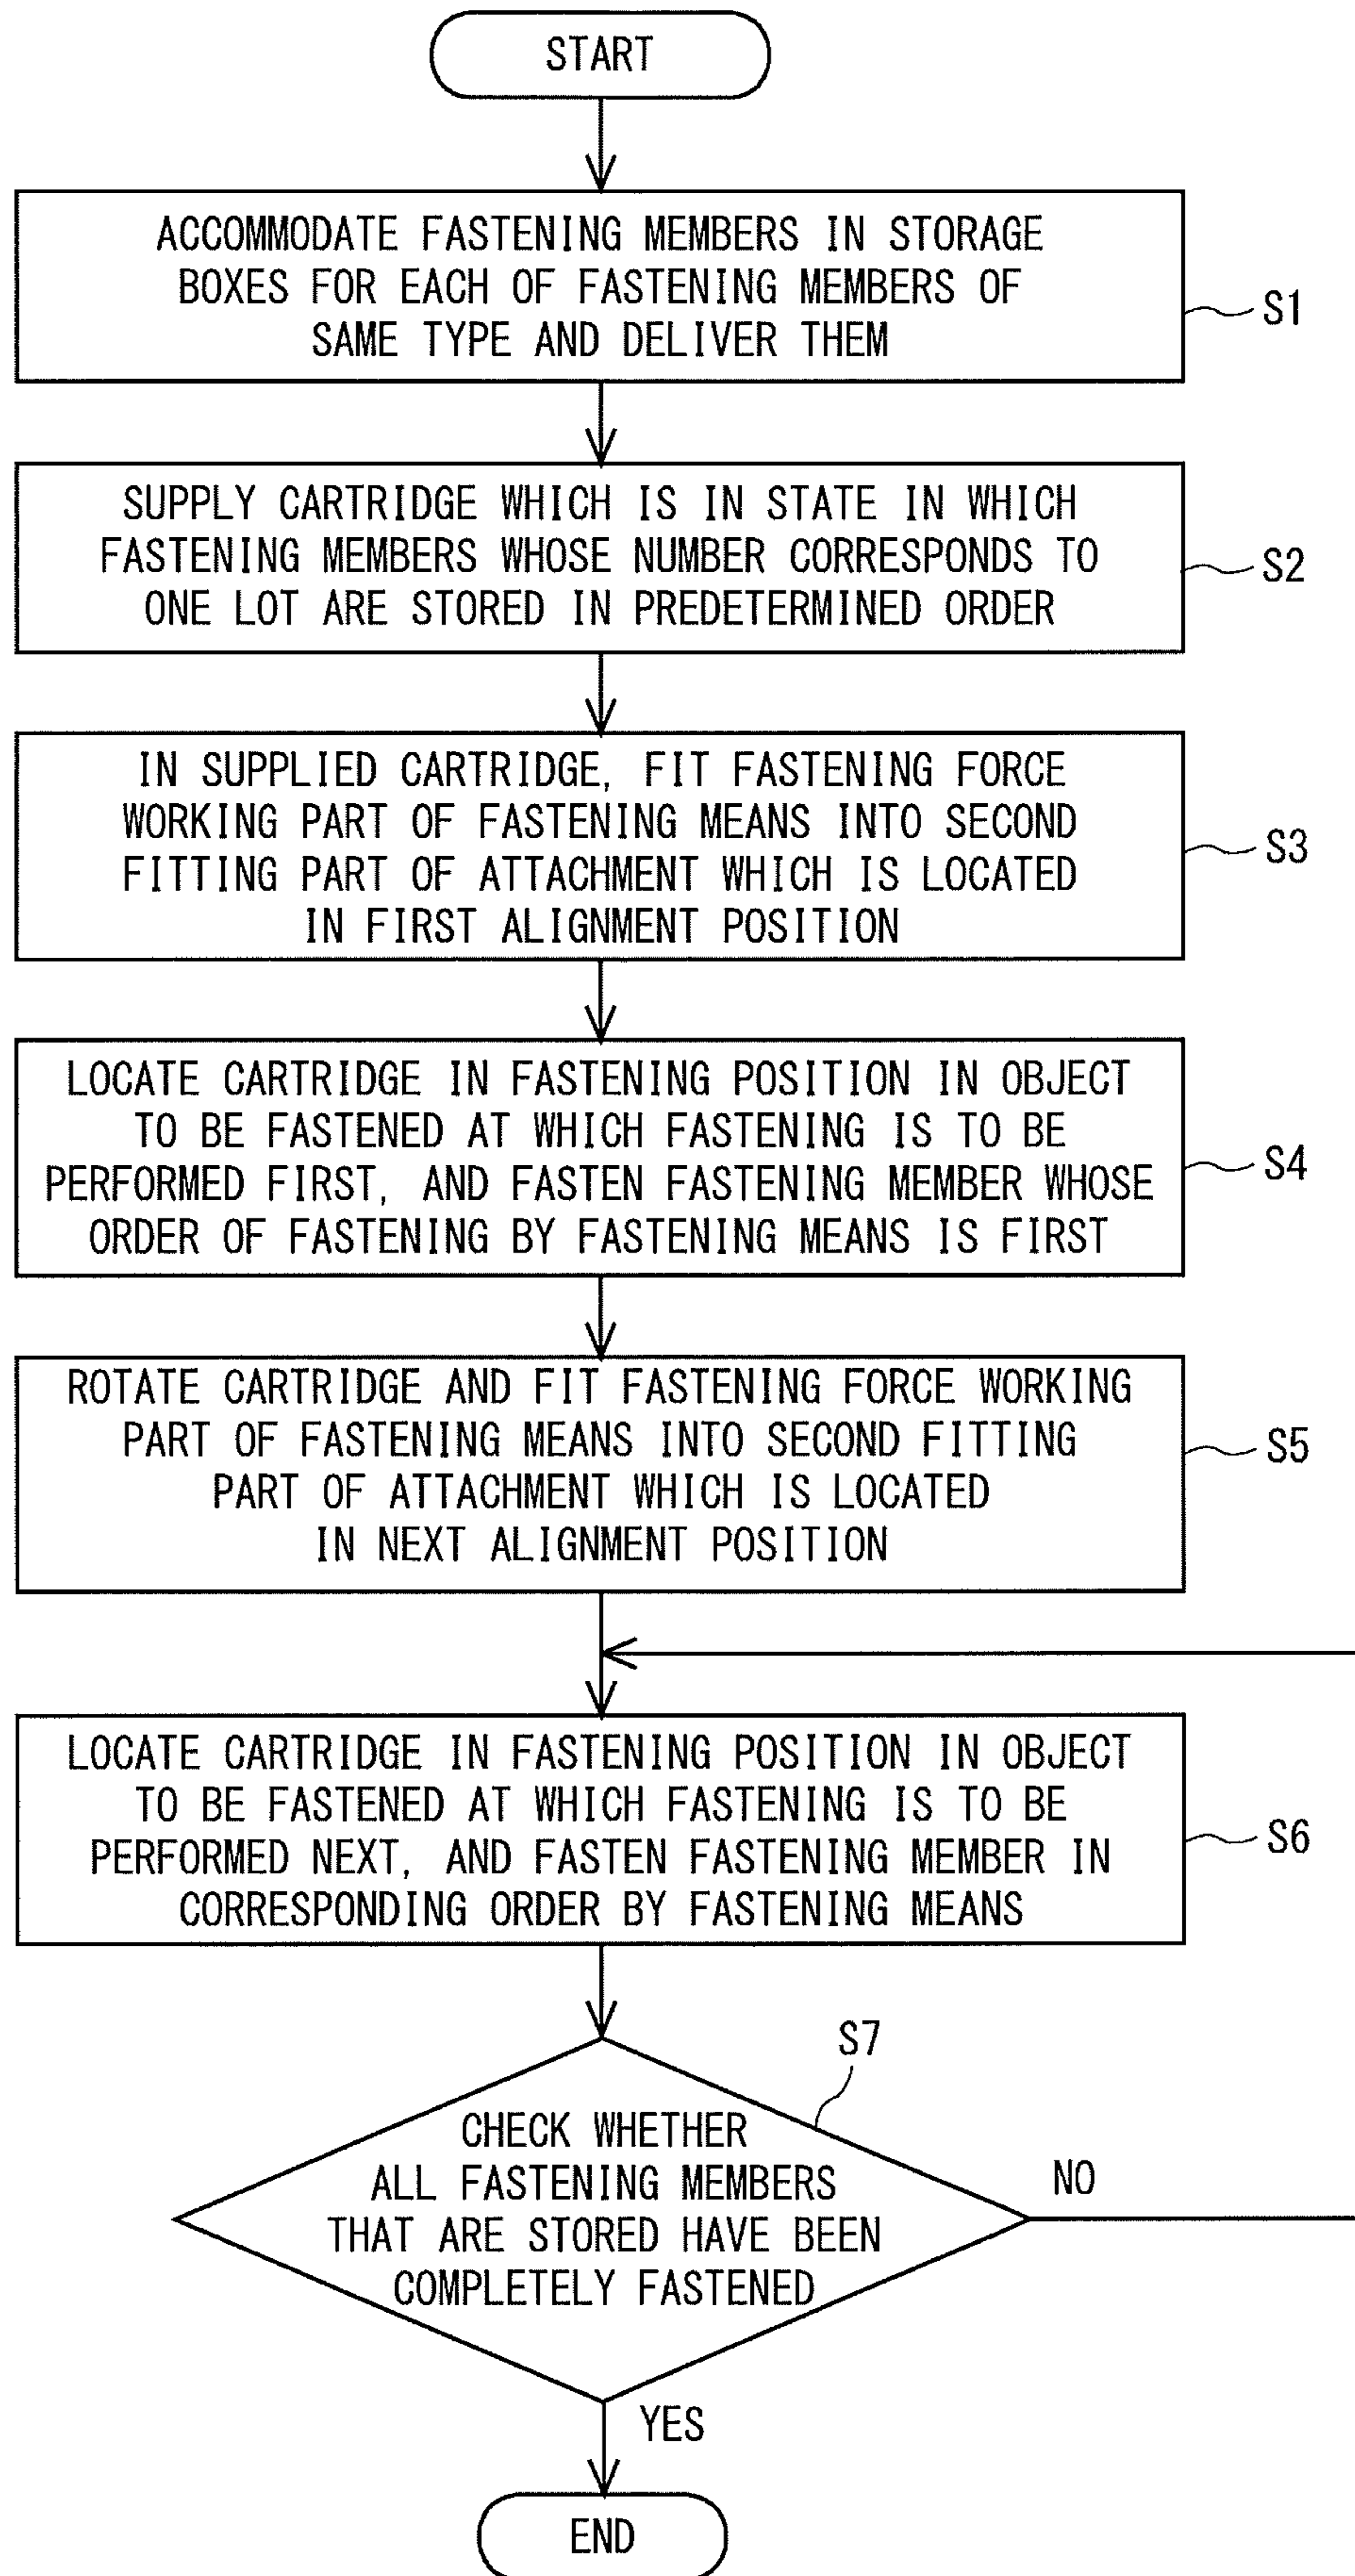 START
ACCOMMODATE FASTENING MEMBERS IN STORAGE
BOXES FOR EACH OF FASTENING MEMBERS OF
SAME TYPE AND DELIVER THEM
S1
SUPPLY CARTRIDGE WHICH IS IN STATE IN WHICH
FASTENING MEMBERS WHOSE NUMBER CORRESPONDS TO
ONE LOT ARE STORED IN PREDETERMINED ORDER
S2
IN SUPPLIED CARTRIDGE, FIT FASTENING FORCE
WORKING PART OF FASTENING MEANS INTO SECOND
FITTING PART OF ATTACHMENT WHICH IS LOCATED
IN FIRST ALIGNMENT POSITION
S3
LOCATE CARTRIDGE IN FASTENING POSITION IN OBJECT
TO BE FASTENED AT WHICH FASTENING IS TO BE
PERFORMED FIRST, AND FASTEN FASTENING MEMBER WHOSE
ORDER OF FASTENING BY FASTENING MEANS IS FIRST
S4
ROTATE CARTRIDGE AND FIT FASTENING FORCE WORKING
PART OF FASTENING MEANS INTO SECOND FITTING
PART OF ATTACHMENT WHICH IS LOCATED
IN NEXT ALIGNMENT POSITION
S5
LOCATE CARTRIDGE IN FASTENING POSITION IN OBJECT
TO BE FASTENED AT WHICH FASTENING IS TO BE
PERFORMED NEXT, AND FASTEN FASTENING MEMBER IN
CORRESPONDING ORDER BY FASTENING MEANS
S6
S7
CHECK WHETHER
ALL FASTENING MEMBERS
THAT ARE STORED HAVE BEEN
COMPLETELY FASTENED
NO
YES
END